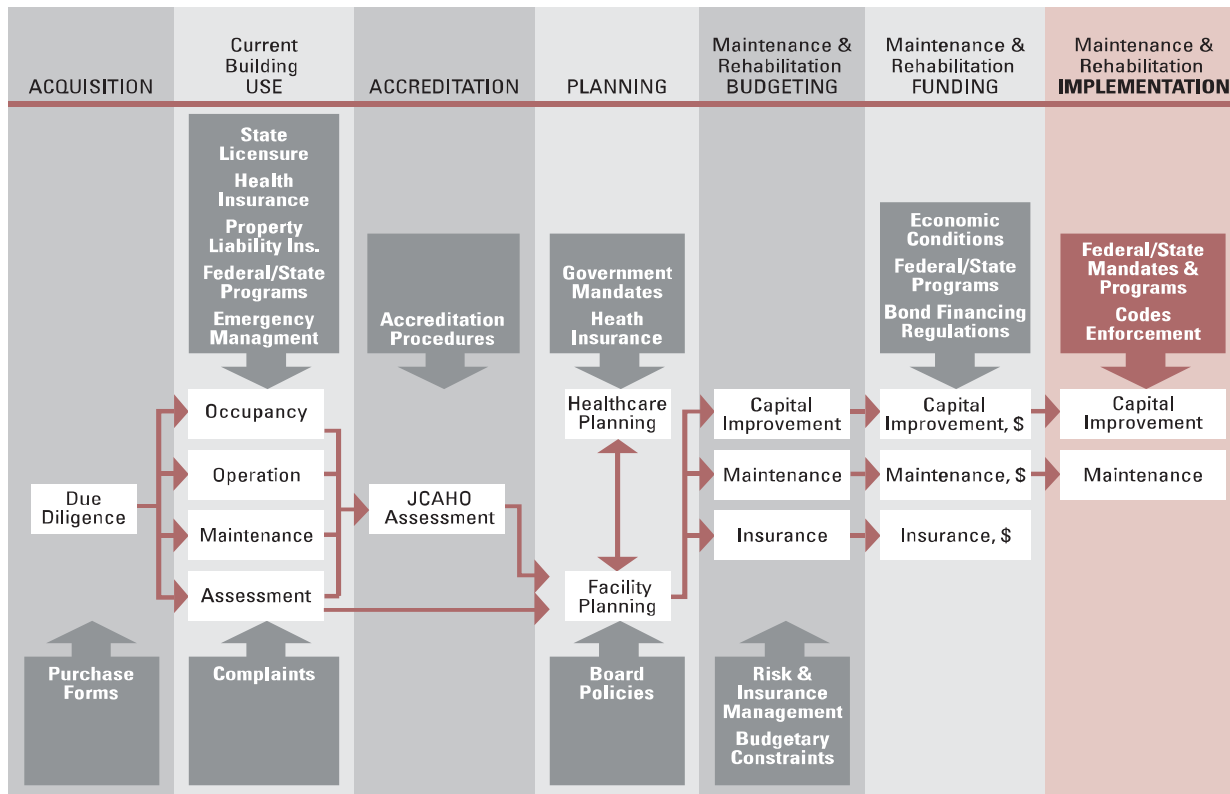 ACQUISITION
Current
Building
USE
ACCREDITATION
PLANNING
Maintenance &
Rehabilitation
BUDGETING
Maintenance &
Rehabilitation
FUNDING
Maintenance &
Rehabilitation
IMPLEMENTATION
State
Licensure
Health
Insurance
Property
Liability Ins.
Federal/State
Programs
Emergency
Managment
Accreditation
Procedures
Government
Mandates
Heath
Insurance
Economic
Conditions
Federal/State
Programs
Bond Financing
Regulations
Federal/State
Mandates &
Programs
Codes
Enforcement
Due
Diligence
Occupancy
Operation
Maintenance
Assessment
JCAHO
Assessment
Healthcare
Planning
Facility
Planning
Capital
Improvement
Maintenance
Insurance
Capital
Improvement, $
Maintenance, $
Insurance, $
Capital
Improvement
Maintenance
Purchase
Forms
Complaints
Board
Policies
Risk &
Insurance
Management
Budgetary
Constraints